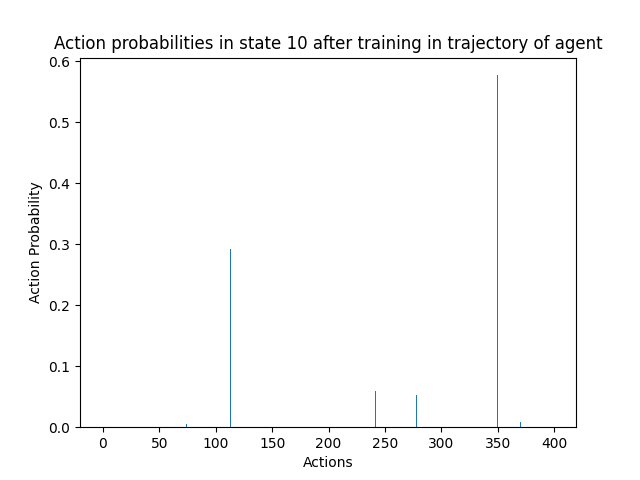 Action probabilities in state 10 after training in trajectory of agent
0.6
0.5
0.4
0.3
0.2
0.1
0.0
Action Probability
0 50 100 150 200 250 300 350 400
Actions